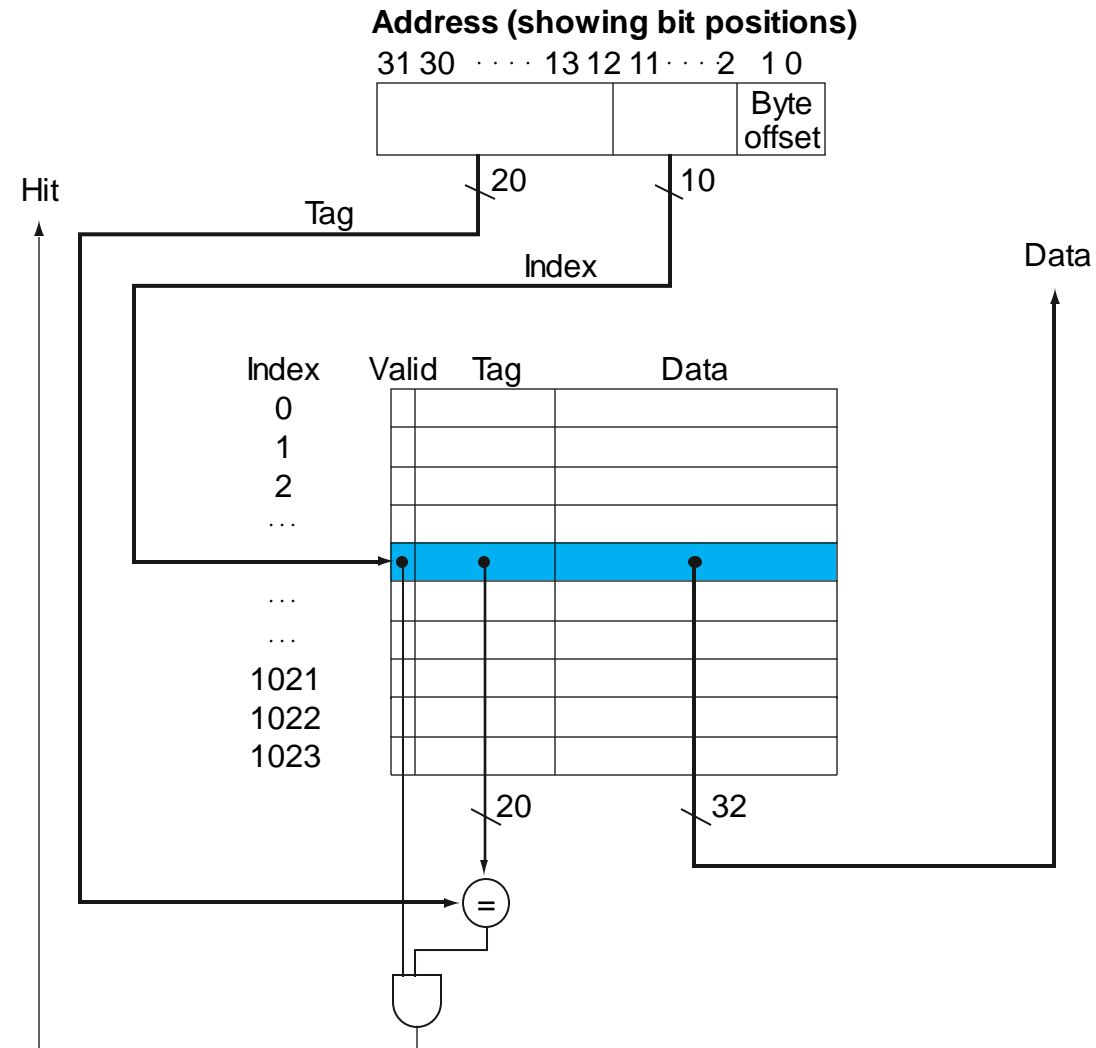 Address (showing bit positions)
31 30 · · · · 13 12 11 · · · · 2 1 0
Byte
offset
20 10
Hit
Tag
Index
Data
Index Valid Tag Data
0
1
2
...
...
...
1021
1022
1023
20 32
=